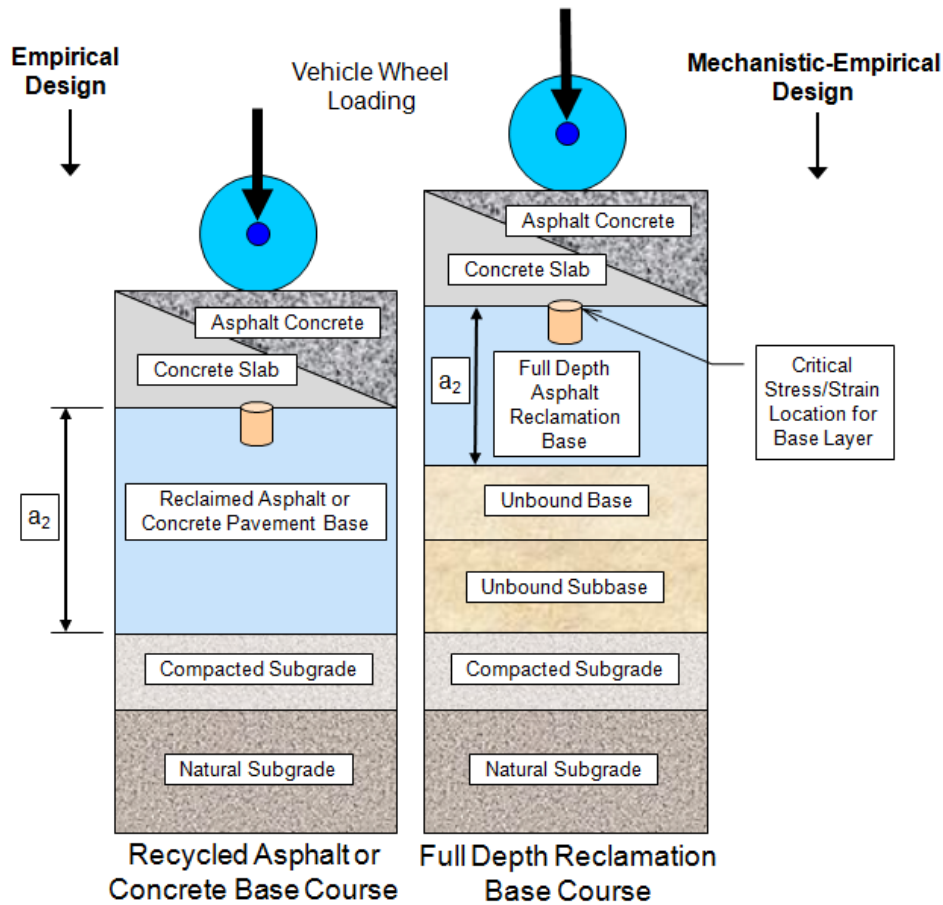 Empirical
Design
Vehicle Wheel
Loading
Mechanistic-Empirical
Design
Asphalt Concrete
Concrete Slab
a2
Reclaimed Asphalt or
Concrete Pavement Base
Compacted Subgrade
Natural Subgrade
Recycled Asphalt or
Concrete Base Course
Asphalt Concrete
Concrete Slab
a2
Full Depth
Asphalt
Reclamation
Base
Critical
Stress/Strain
Location for
Base Layer
Unbound Base
Unbound Subbase
Compacted Subgrade
Natural Subgrade
Full Depth Reclamation
Base Course